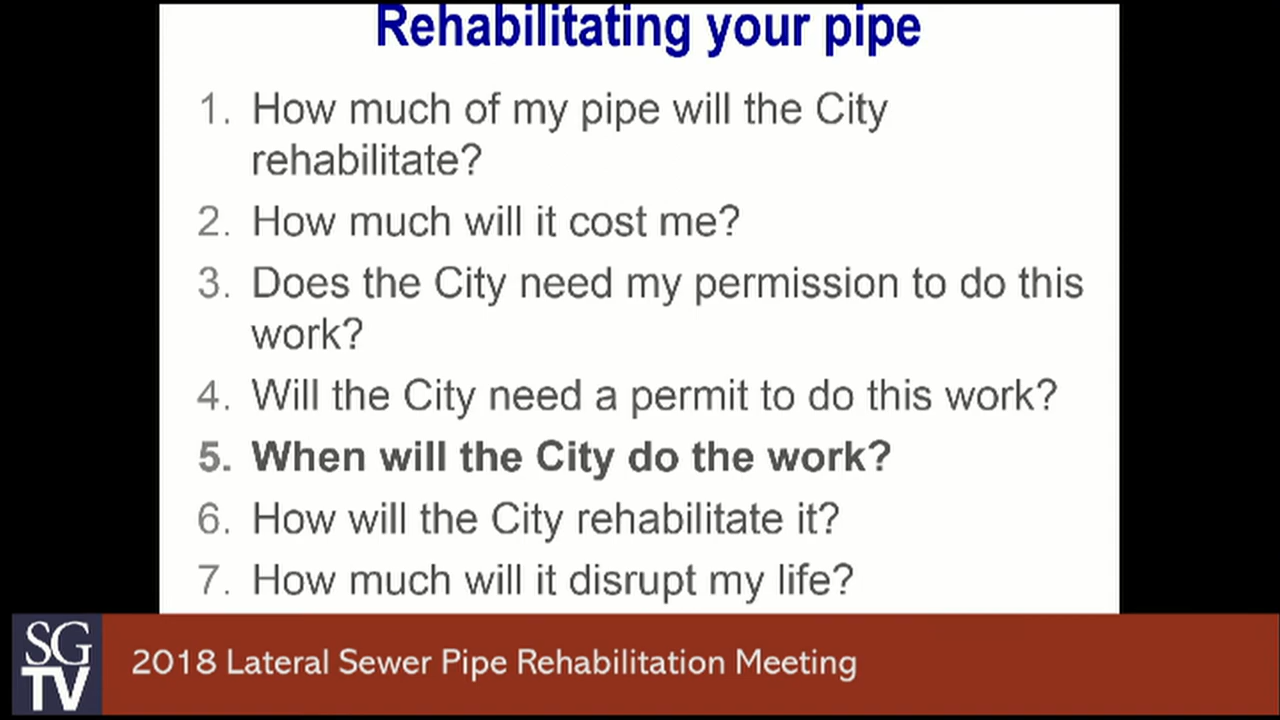 Rehabilitating your pipe
1. How much of my pipe will the City
rehabilitate?
2. How much will it cost me?
3. Does the City need my permission to do this
work?
4. Will the City need a permit to do this work?
5. When will the City do the work?
6. How will the City rehabilitate it?
7. How much will it disrupt my life?
SG
TV
2018 Lateral Sewer Pipe Rehabilitation Meeting